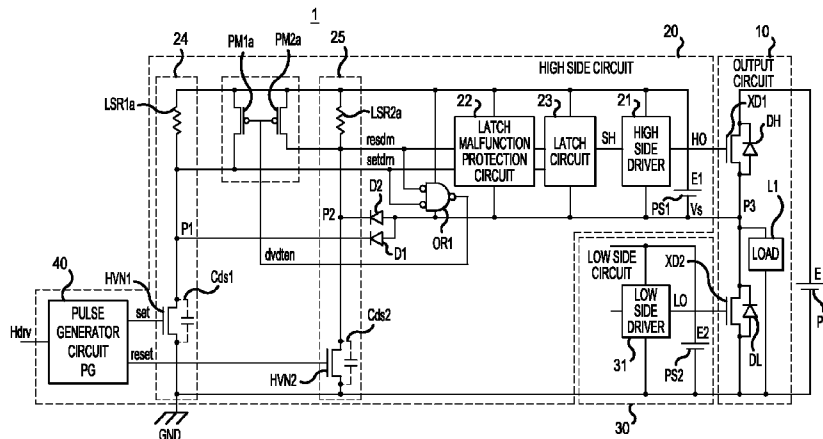 1
24
PM1a
PM2a
25
20
10
HIGH SIDE CIRCUIT
OUTPUT
CIRCUIT
XD1
LSR1a
LSR2a
22
23
21
DH
resdrn
setdrn
LATCH
MALFUNCTION
PROTECTION
CIRCUIT
LATCH
CIRCUIT
SH
HIGH
SIDE
DRIVER
HO
E1
PS1
Vs
P3
L1
D2
P2
P1
D1
OR1
dvdten
LOAD
LOW SIDE
CIRCUIT
XD2
E
P
40
HVN1
Cds1
PULSE
GENERATOR
CIRCUIT
PG
Hdrv
set
reset
Cds2
HVN2
LOW
SIDE
DRIVER
LO
E2
31
PS2
DL
GND
30